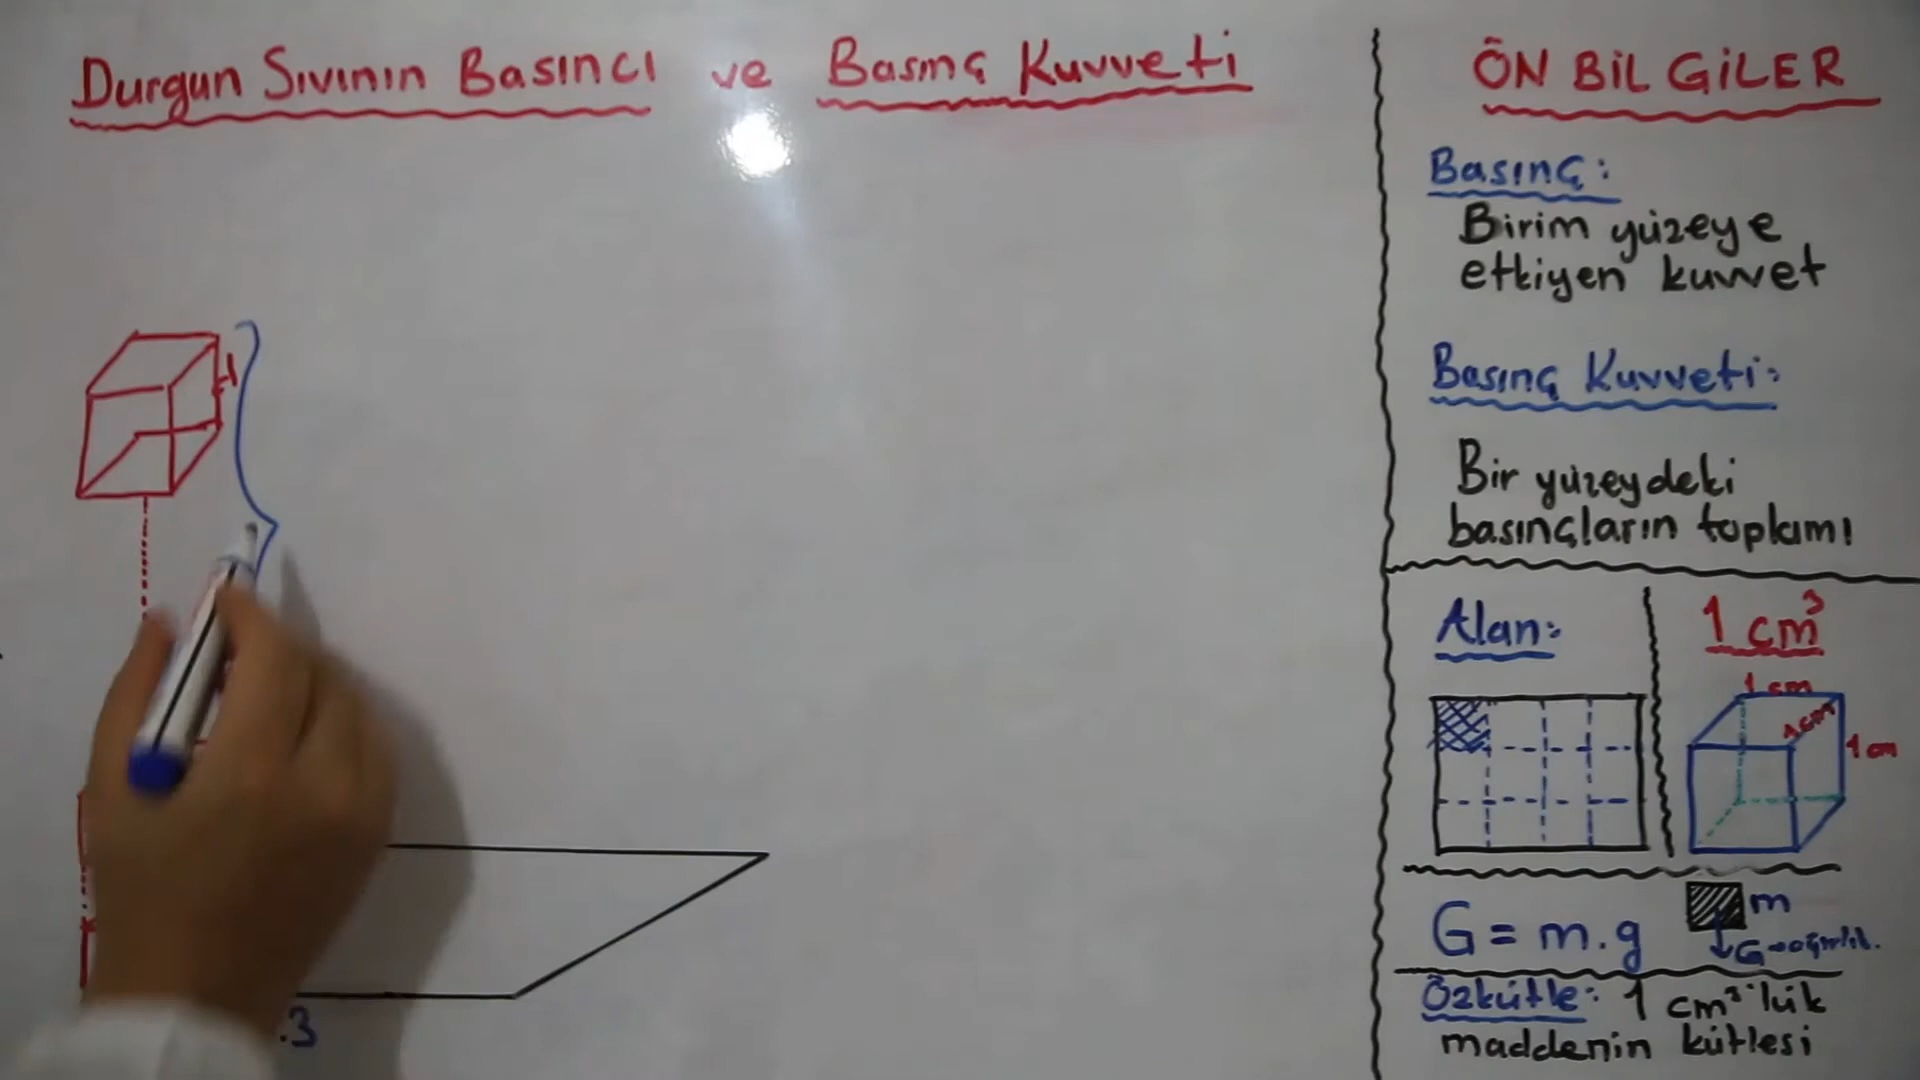 Durgun Sıvının Basıncı ve Basınç Kuvveti
1
.3
ÖN BİLGİLER
Basınç:
Birim yüzeye
etkiyen kuvvet
Basınç Kuvveti:
Bir yüzeydeki
basınçların toplamı
Alan:
1 cm³
1 cm
1 cm
1 cm
G = m.g
m
G→ağırlık.
Özkütle: 1 cm³'lük
maddenin kütlesi